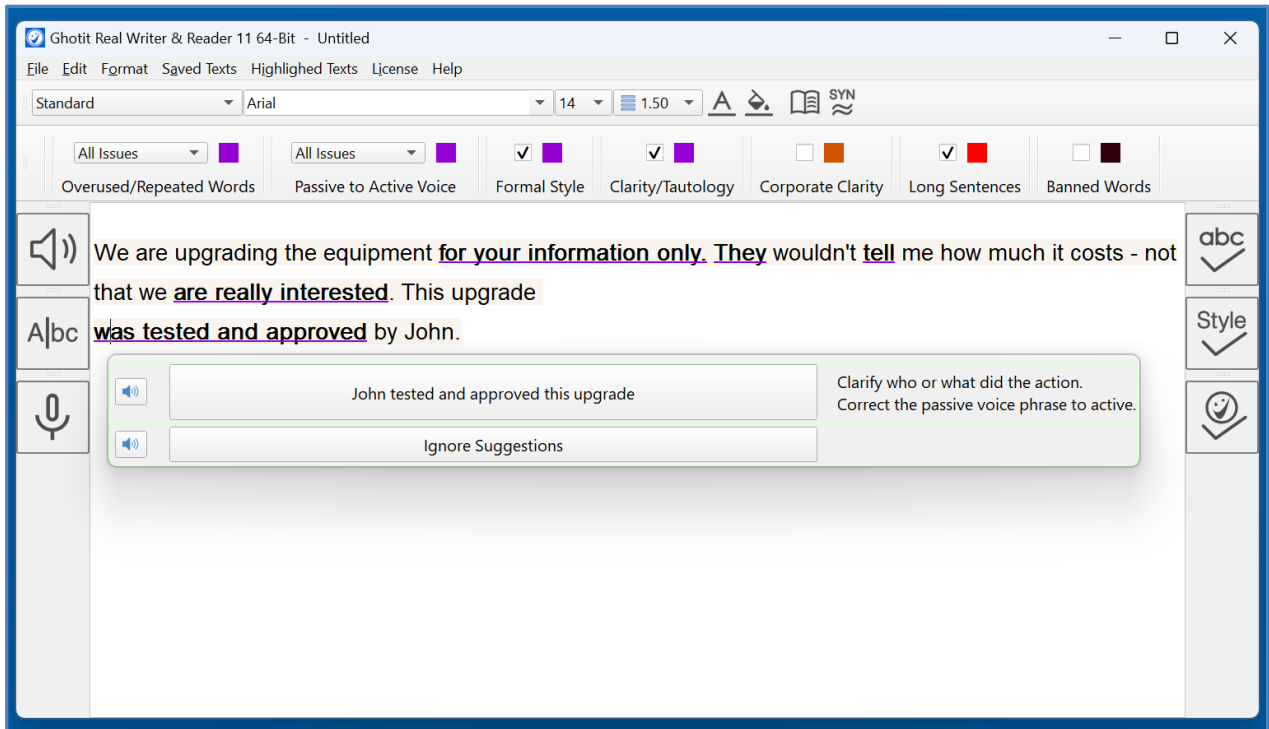 Ghotit Real Writer & Reader 11 64-Bit - Untitled
File Edit Format Saved Texts Highlighed Texts License Help
Standard Arial 14 1.50 A SYN
All Issues All Issues
Overused/Repeated Words Passive to Active Voice Formal Style Clarity/Tautology Corporate Clarity Long Sentences Banned Words
We are upgrading the equipment for your information only. They wouldn't tell me how much it costs - not
that we are really interested. This upgrade
was tested and approved by John.
John tested and approved this upgrade
Clarify who or what did the action.
Correct the passive voice phrase to active.
Ignore Suggestions
A|bc
abc
Style